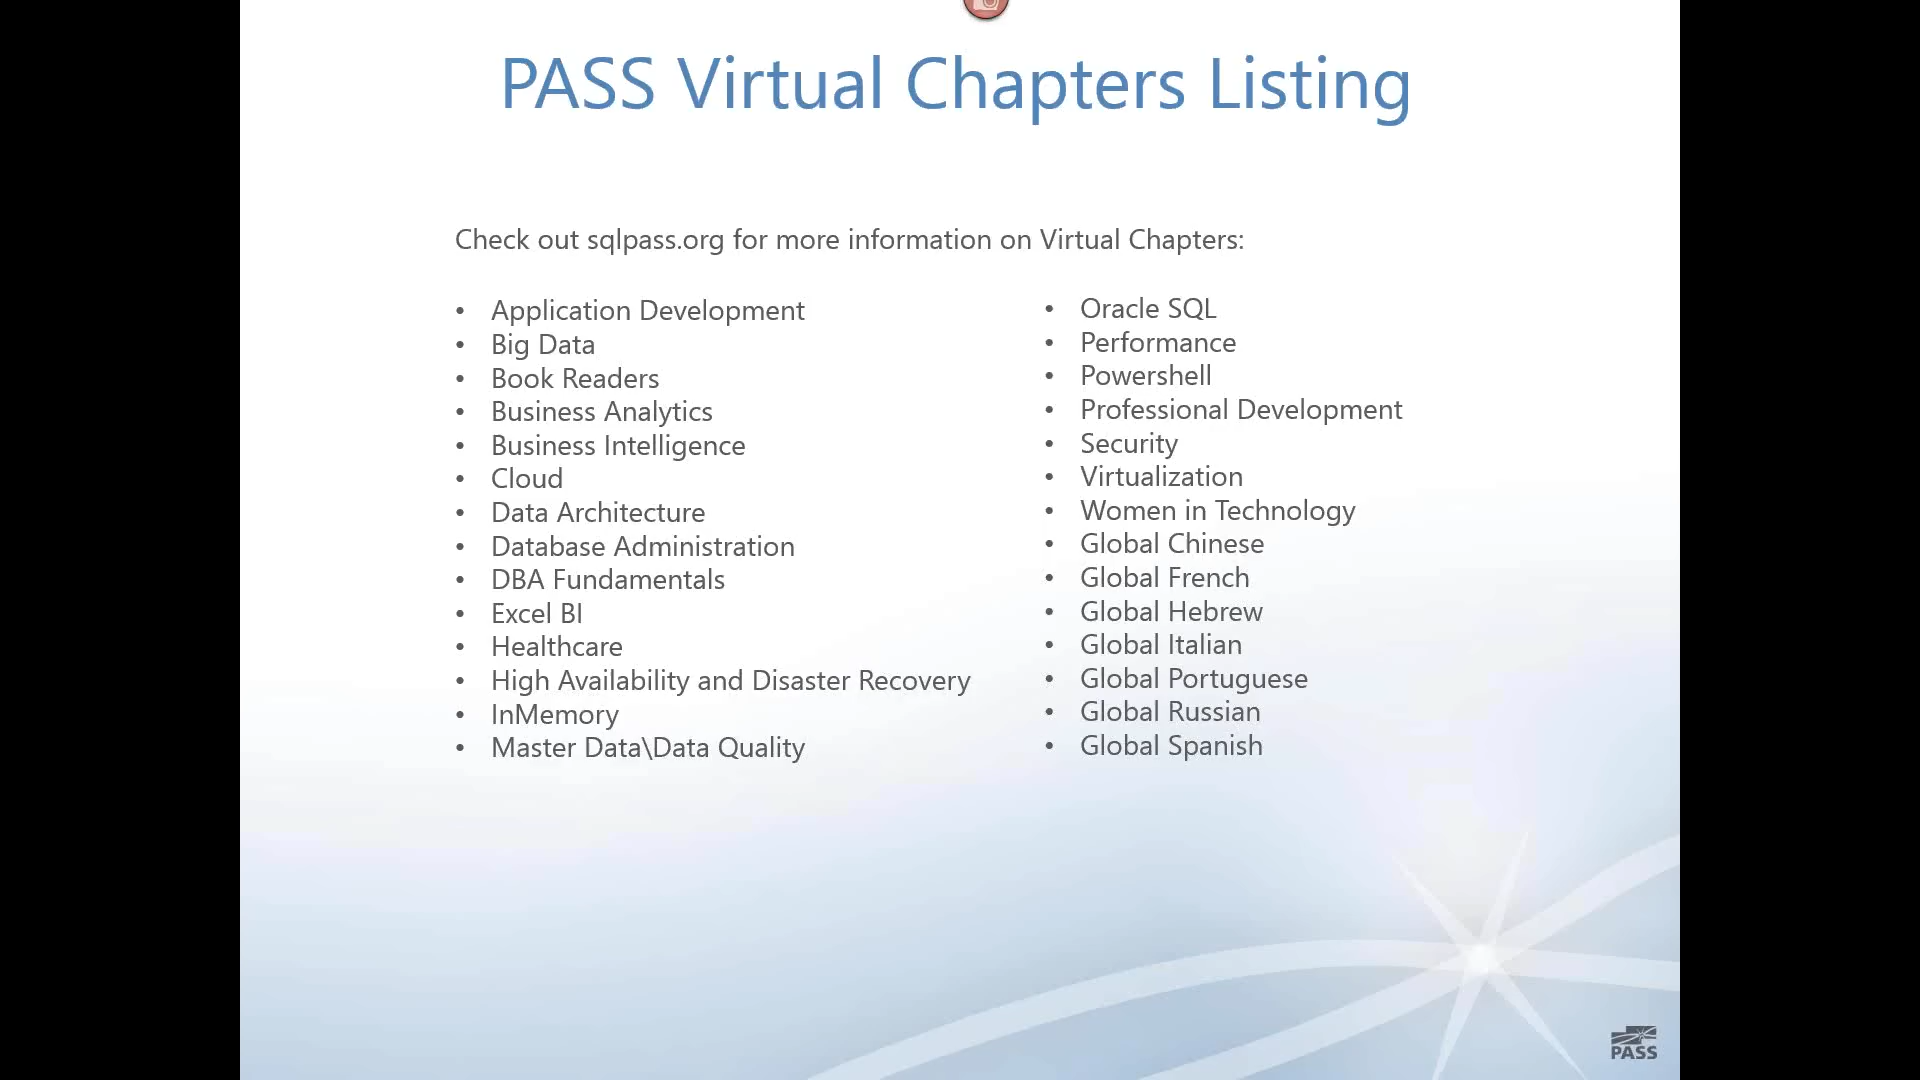 PASS Virtual Chapters Listing
Check out sqlpass.org for more information on Virtual Chapters:
• Application Development
• Big Data
• Book Readers
• Business Analytics
• Business Intelligence
• Cloud
• Data Architecture
• Database Administration
• DBA Fundamentals
• Excel BI
• Healthcare
• High Availability and Disaster Recovery
• InMemory
• Master Data\Data Quality
• Oracle SQL
• Performance
• Powershell
• Professional Development
• Security
• Virtualization
• Women in Technology
• Global Chinese
• Global French
• Global Hebrew
• Global Italian
• Global Portuguese
• Global Russian
• Global Spanish
PASS